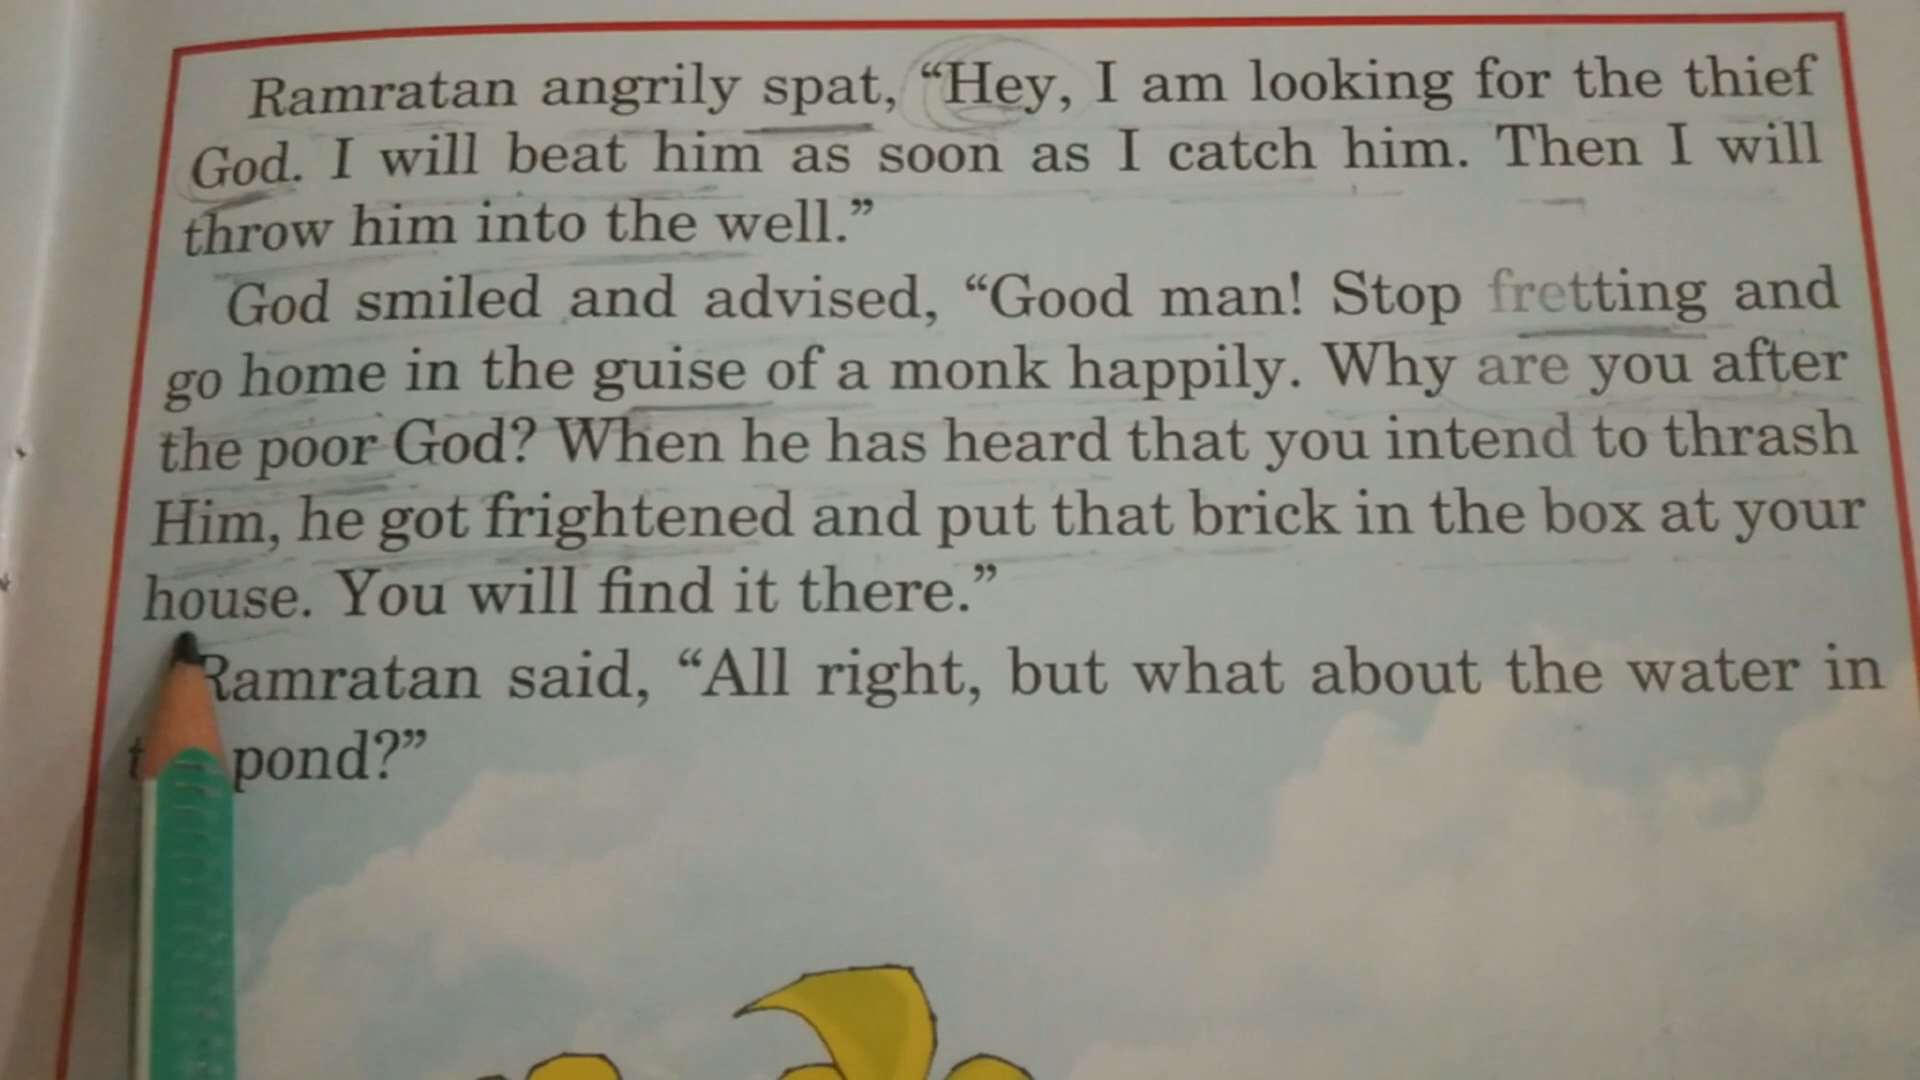 Ramratan angrily spat, “Hey, I am looking for the thief
God. I will beat him as soon as I catch him. Then I will
throw him into the well.”
God smiled and advised, “Good man! Stop fretting and
go home in the guise of a monk happily. Why are you after
the poor God? When he has heard that you intend to thrash
Him, he got frightened and put that brick in the box at your
house. You will find it there.”
Ramratan said, “All right, but what about the water in
pond?”